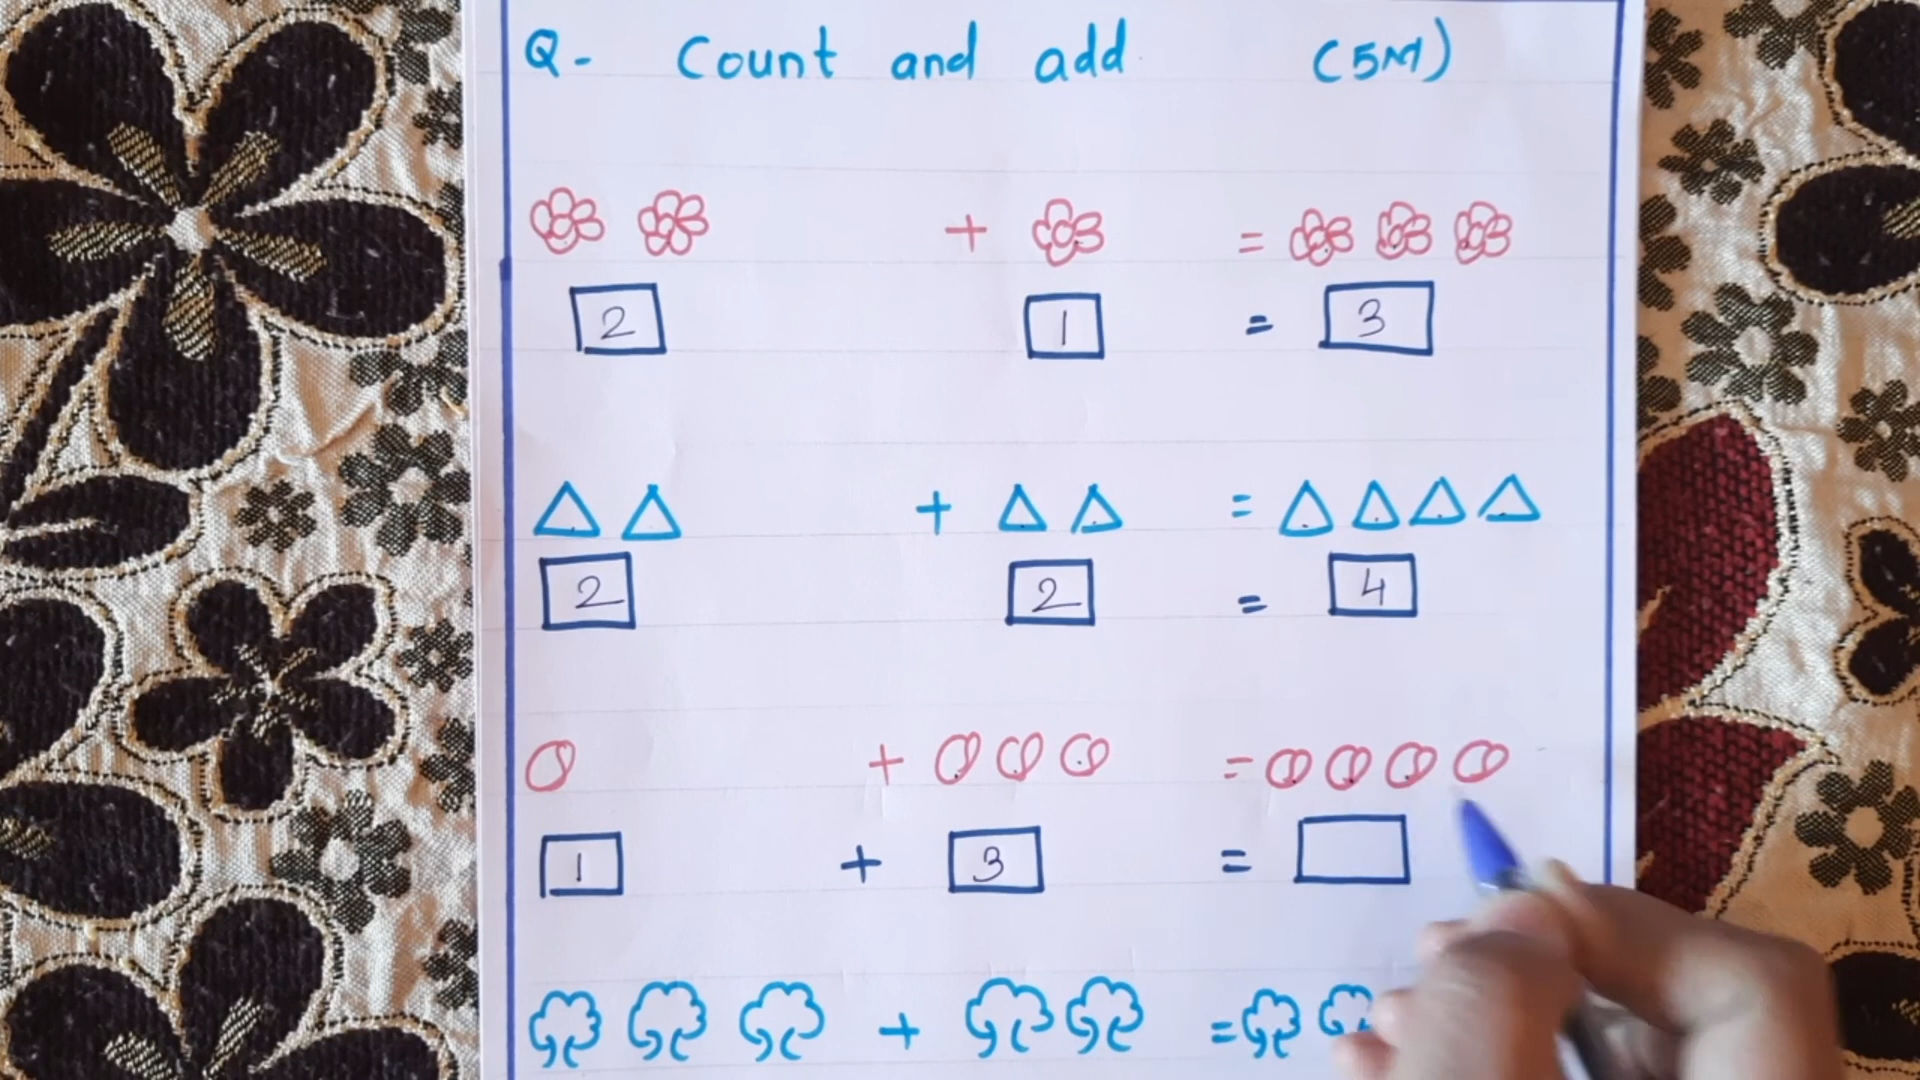 Q- Count and add (5M)
+ =
2 1 = 3
+ =
2 2 = 4
+ =
1 + 3 =
+ =